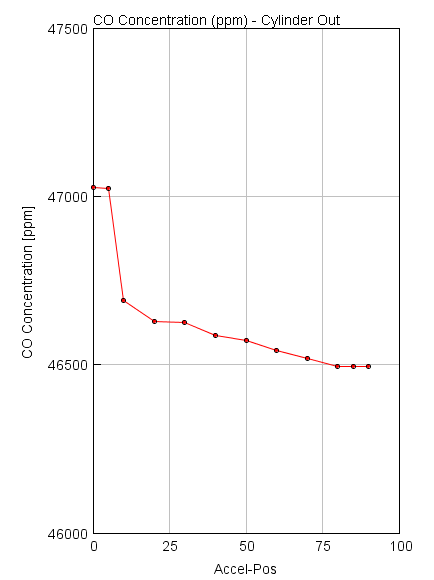 CO Concentration (ppm) - Cylinder Out
47500
47000
46500
46000
CO Concentration [ppm]
0 25 50 75 100
Accel-Pos